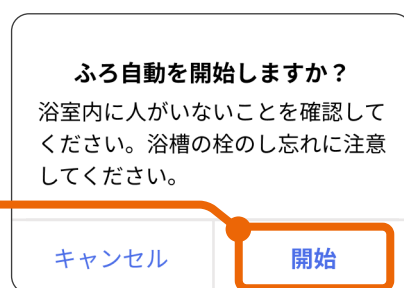 ふろ自動を開始しますか？
浴室内に人がいないことを確認して
ください。浴槽の栓のし忘れに注意
してください。
キャンセル
開始